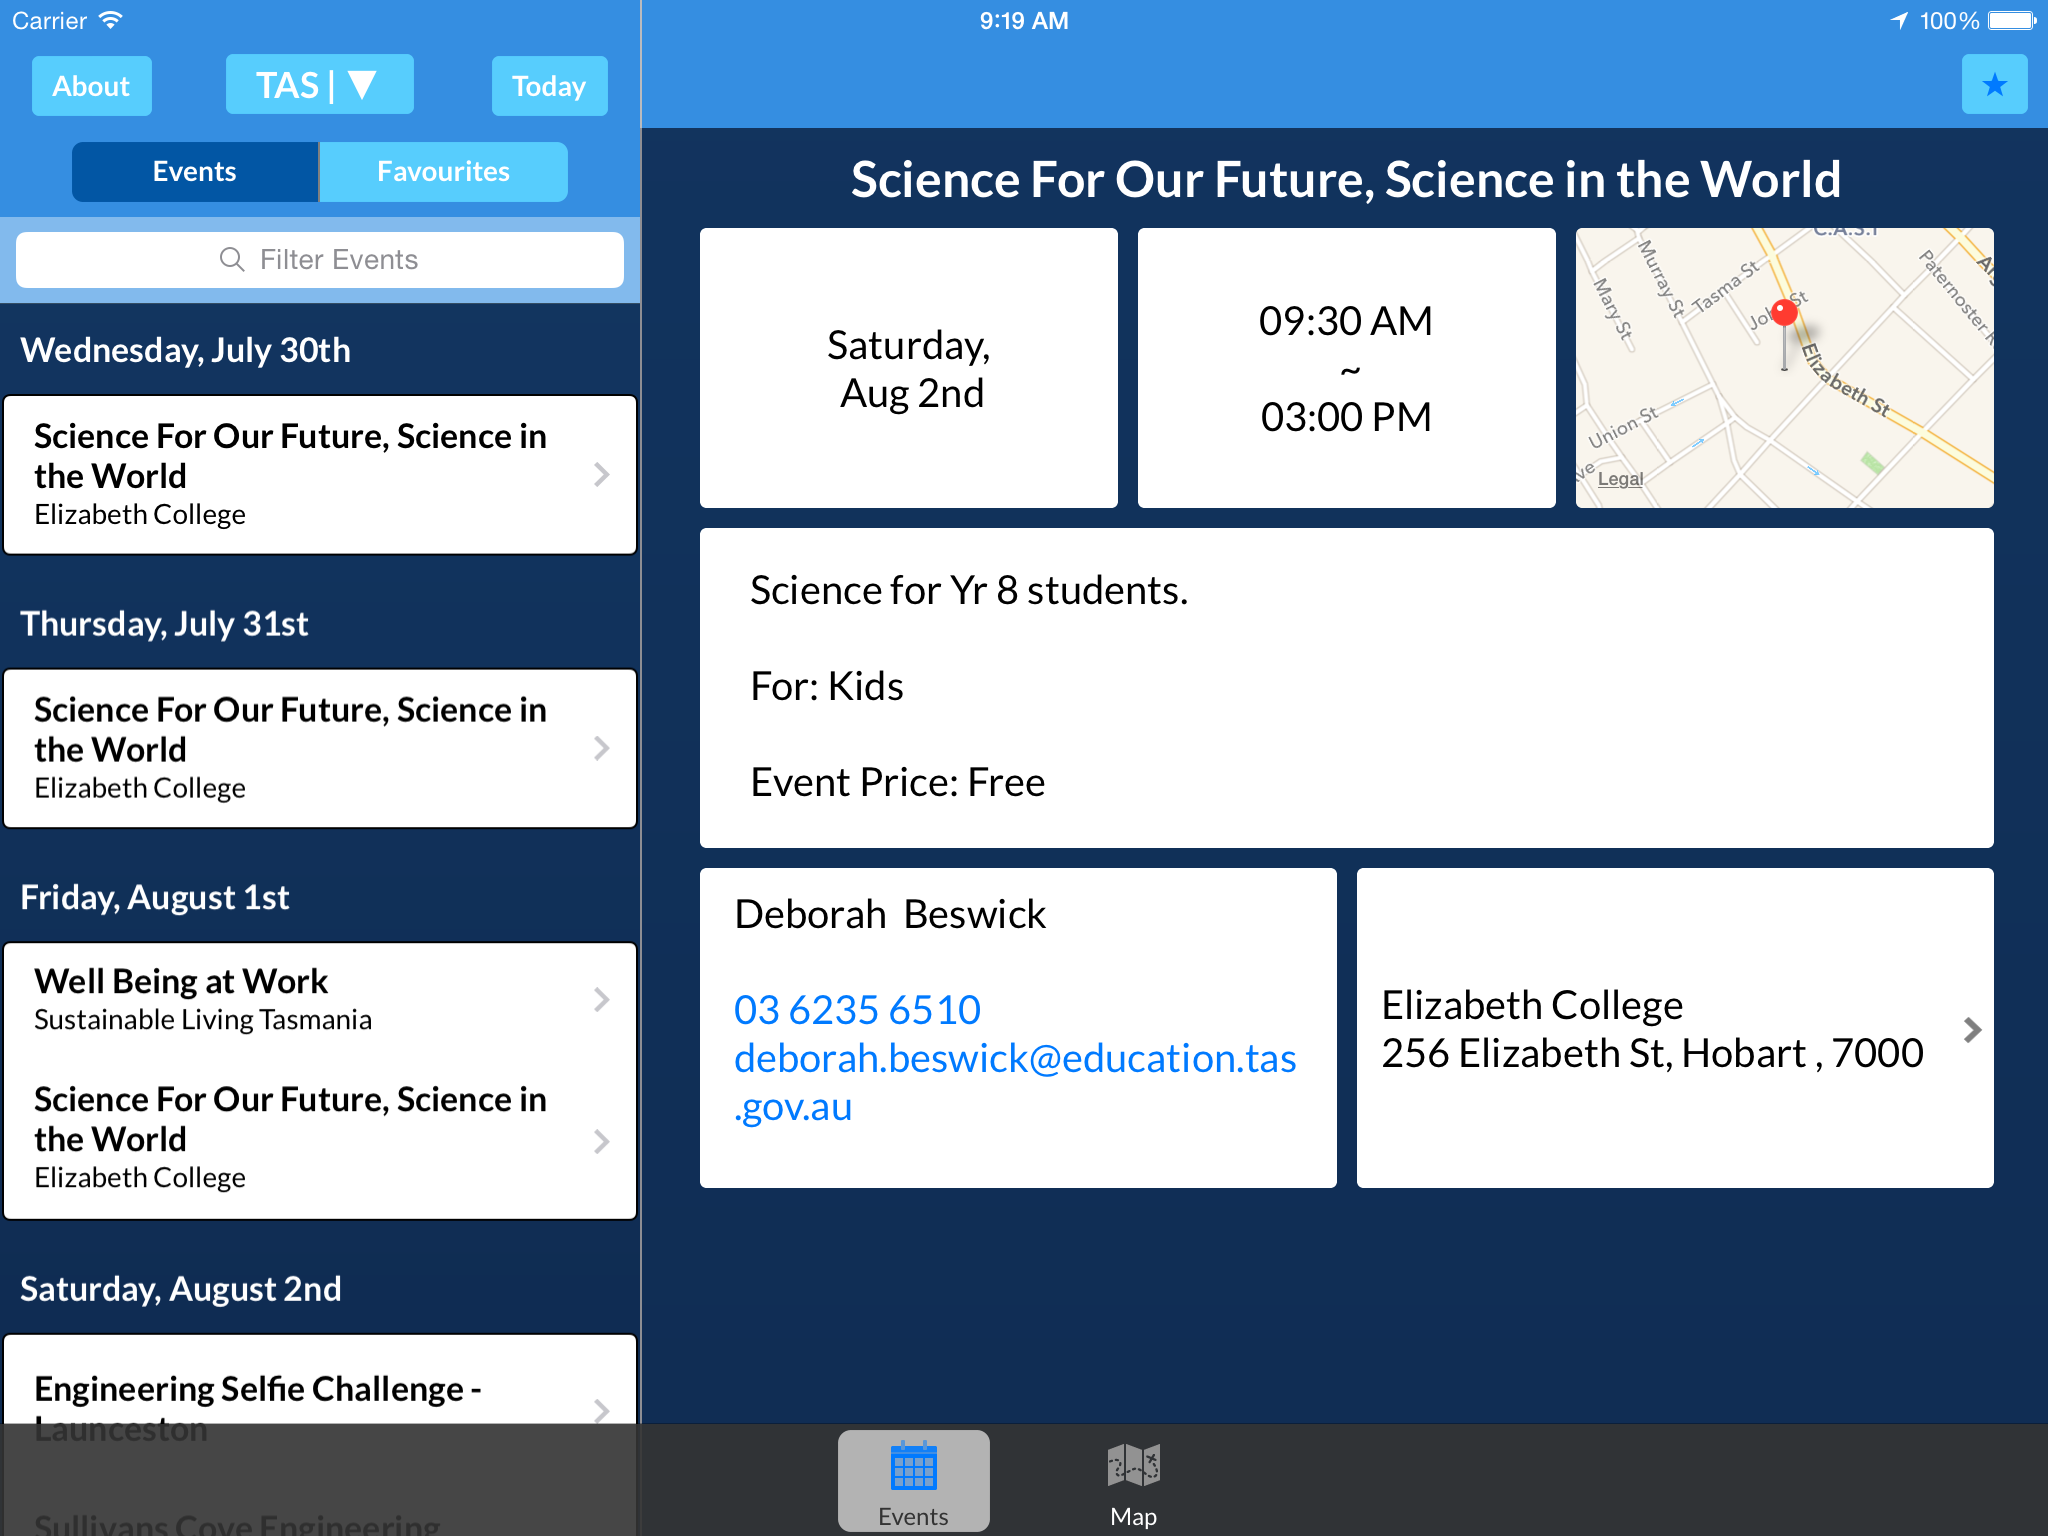 Carrier
9:19 AM
100%
About
TAS | ▼
Today
★
Events
Favourites
Filter Events
Wednesday, July 30th
Science For Our Future, Science in
the World
Elizabeth College
Thursday, July 31st
Science For Our Future, Science in
the World
Elizabeth College
Friday, August 1st
Well Being at Work
Sustainable Living Tasmania
Science For Our Future, Science in
the World
Elizabeth College
Saturday, August 2nd
Engineering Selfie Challenge -
Launceston
Sullivans Cove Engineering
Science For Our Future, Science in the World
Saturday,
Aug 2nd
09:30 AM
~
03:00 PM
C.A.S.T
Mary St
Murray St
Tasma St
St
Elizabeth St
Paternoster
Union St
Legal
Science for Yr 8 students.
For: Kids
Event Price: Free
Deborah  Beswick
03 6235 6510
deborah.beswick@education.tas
.gov.au
Elizabeth College
256 Elizabeth St, Hobart , 7000
Events
Map